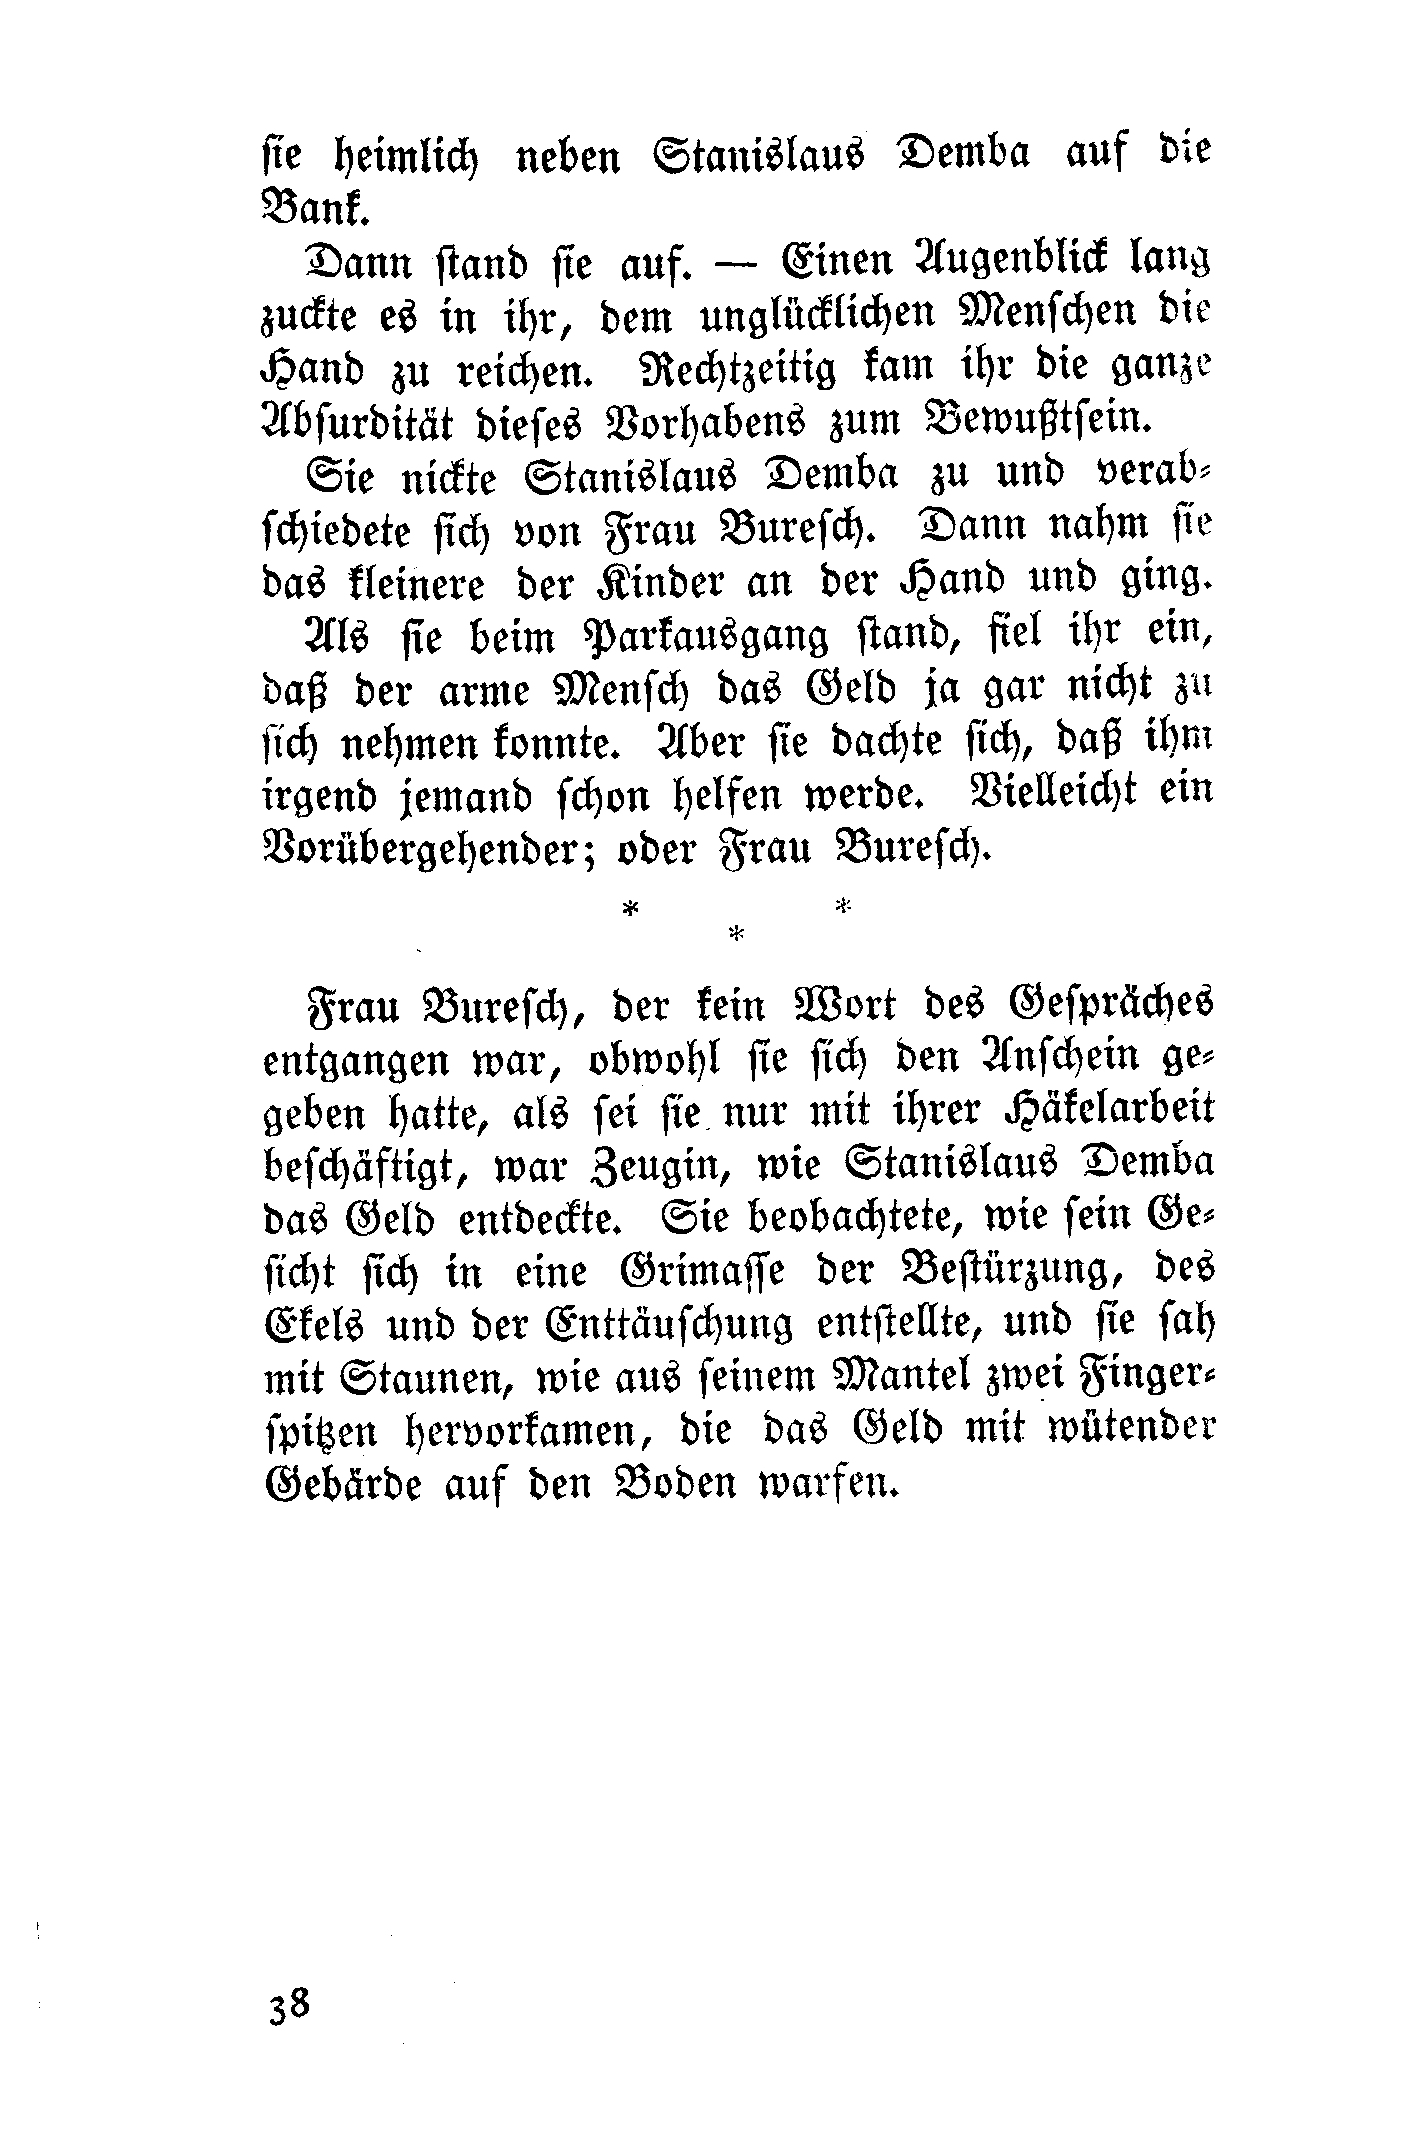 sie heimlich neben Stanislaus Demba auf die
Bank.
Dann stand sie auf. — Einen Augenblick lang
zuckte es in ihr, dem unglücklichen Menschen die
Hand zu reichen. Rechtzeitig kam ihr die ganze
Absurdität dieses Vorhabens zum Bewußtsein.
Sie nickte Stanislaus Demba zu und verab-
schiedete sich von Frau Buresch. Dann nahm sie
das kleinere der Kinder an der Hand und ging.
Als sie beim Parkausgang stand, fiel ihr ein,
daß der arme Mensch das Geld ja gar nicht zu
sich nehmen konnte. Aber sie dachte sich, daß ihm
irgend jemand schon helfen werde. Vielleicht ein
Vorübergehender; oder Frau Buresch.
* *
*
Frau Buresch, der kein Wort des Gespräches
entgangen war, obwohl sie sich den Anschein ge-
geben hatte, als sei sie nur mit ihrer Häkelarbeit
beschäftigt, war Zeugin, wie Stanislaus Demba
das Geld entdeckte. Sie beobachtete, wie sein Ge-
sicht sich in eine Grimasse der Bestürzung, des
Ekels und der Enttäuschung entstellte, und sie sah
mit Staunen, wie aus seinem Mantel zwei Finger-
spitzen hervorkamen, die das Geld mit wütender
Gebärde auf den Boden warfen.
38